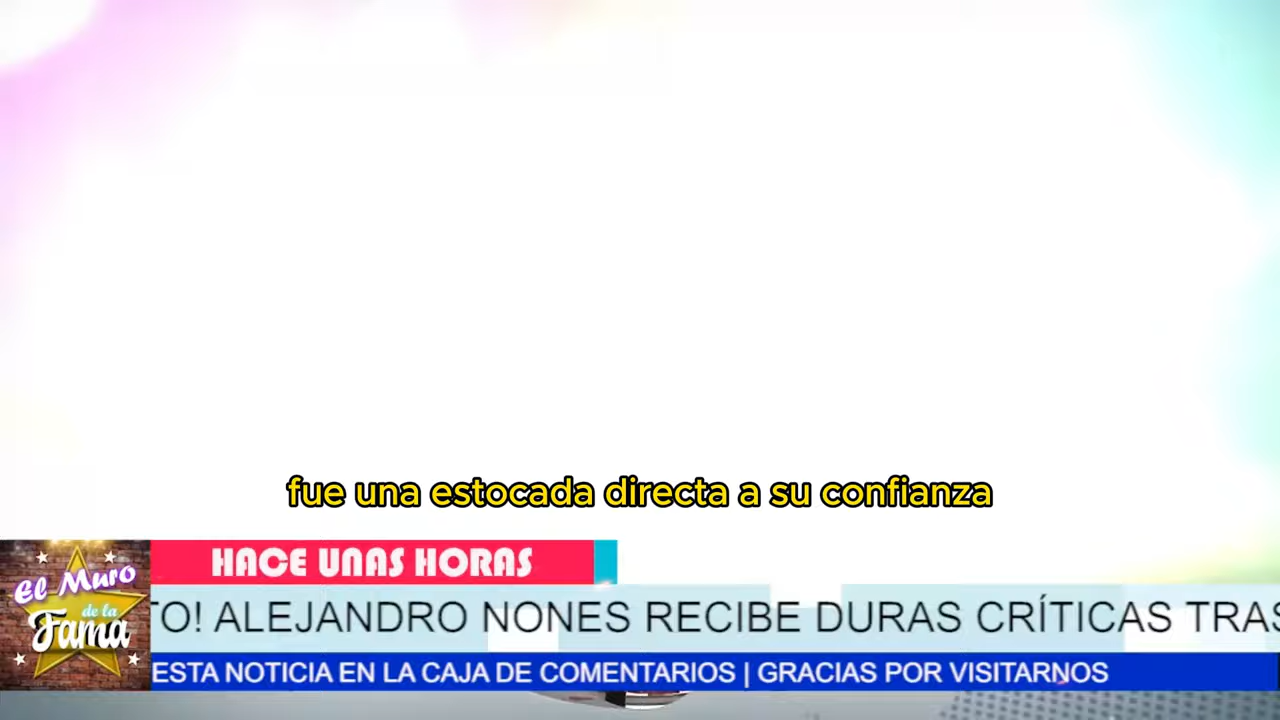 fue una estocada directa a su confianza
HACE UNAS HORAS
El Muro
de la
Fama
TO! ALEJANDRO NONES RECIBE DURAS CRÍTICAS TRAS
ESTA NOTICIA EN LA CAJA DE COMENTARIOS | GRACIAS POR VISITARNOS